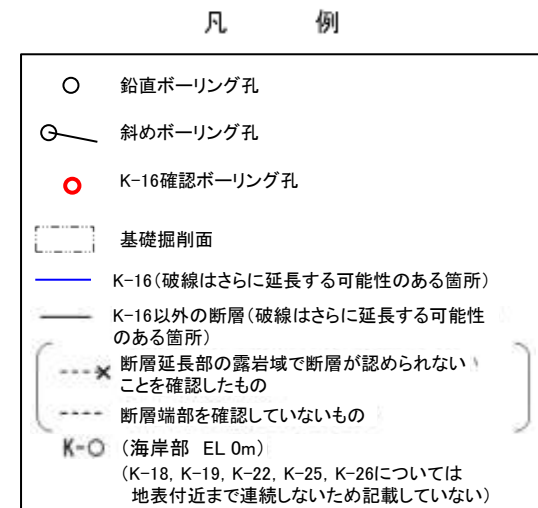 凡　例
鉛直ボーリング孔
斜めボーリング孔
K-16確認ボーリング孔
基礎掘削面
K-16(破線はさらに延長する可能性のある箇所)
K-16以外の断層(破線はさらに延長する可能性
のある箇所)
断層延長部の露岩域で断層が認められない
ことを確認したもの
断層端部を確認していないもの
K-○ (海岸部 EL 0m)
(K-18, K-19, K-22, K-25, K-26については
地表付近まで連続しないため記載していない)